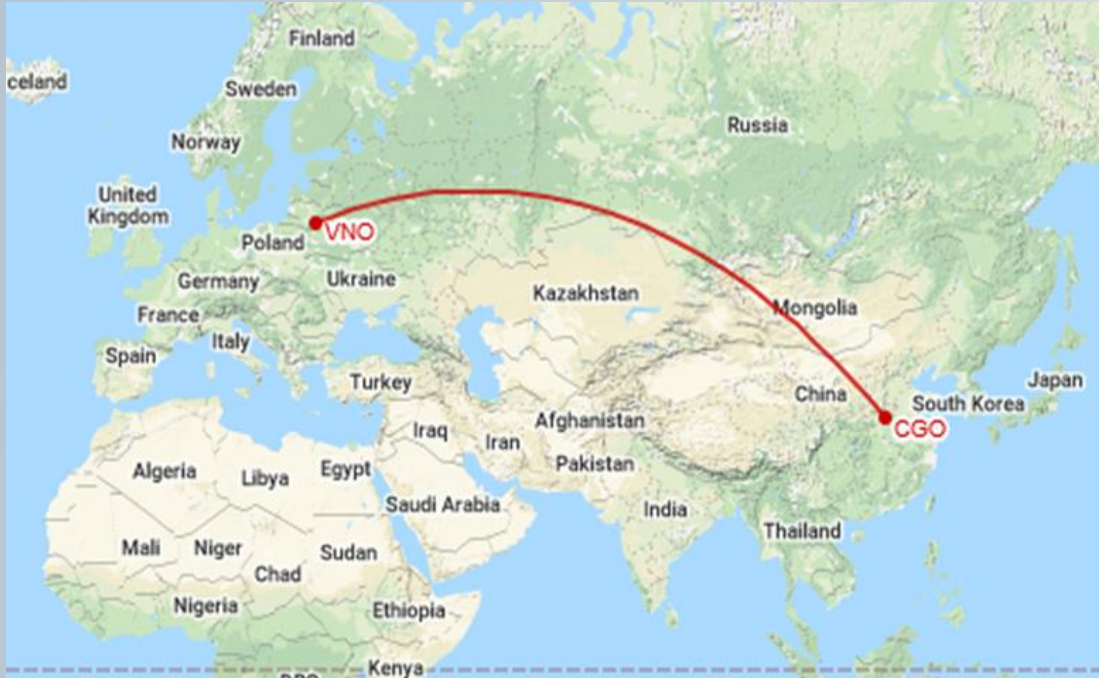 Finland
celand
Sweden
Russia
Norway
United
Kingdom
VNO
Poland
Germany
Ukraine
Kazakhstan
Mongolia
France
Italy
Spain
Turkey
Japan
China
South Korea
Afghanistan
CGO
Iraq
Iran
Pakistan
Algeria
Libya
Egypt
Saudi Arabia
India
Thailand
Mali
Niger
Sudan
Chad
Nigeria
Ethiopia
Kenya